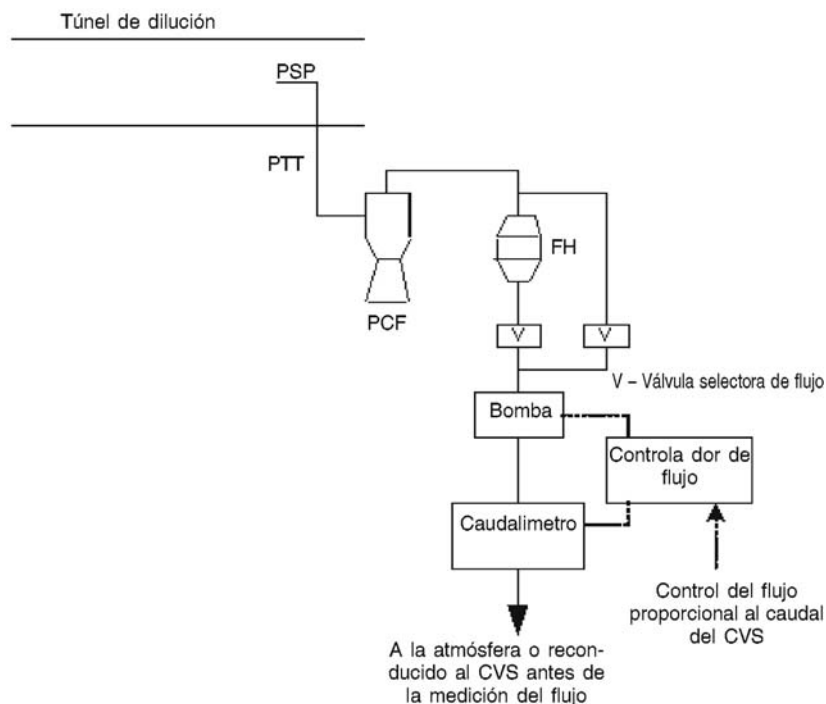 Túnel de dilución
PSP
PTT
FH
PCF
V
V
V – Válvula selectora de flujo
Bomba
Controla dor de
flujo
Caudalimetro
Control del flujo
proporcional al caudal
del CVS
A la atmósfera o recon-
ducido al CVS antes de
la medición del flujo